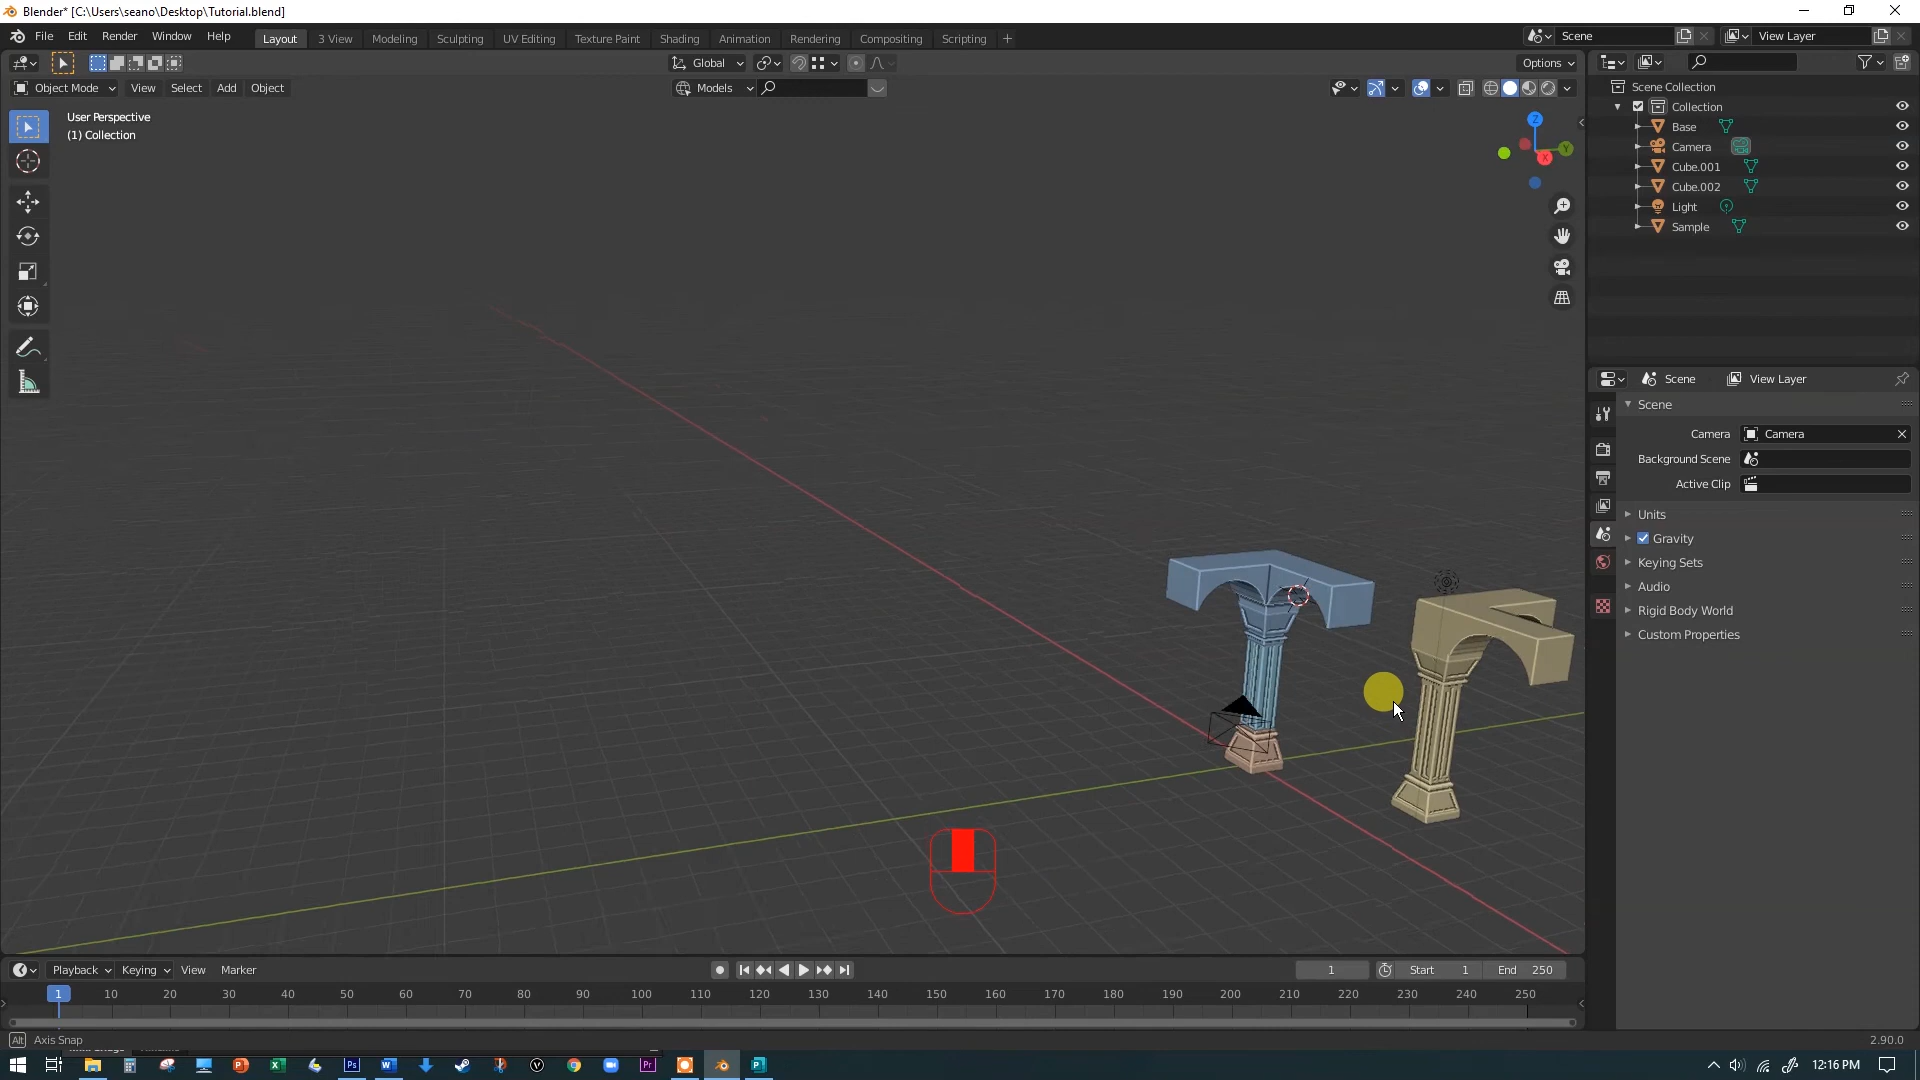 Blender* [C:\Users\seano\Desktop\Tutorial.blend]
File Edit Render Window Help
Layout 3 View Modeling Sculpting UV Editing Texture Paint Shading Animation Rendering Compositing Scripting +
Scene
View Layer
Global
Options
Object Mode View Select Add Object
Models
User Perspective
(1) Collection
Z
Y
X
Scene Collection
Collection
Base
Camera
Cube.001
Cube.002
Light
Sample
Scene View Layer
Scene
Camera Camera
Background Scene
Active Clip
Units
Gravity
Keying Sets
Audio
Rigid Body World
Custom Properties
Playback Keying View Marker
1
Start 1
End 250
1 10 20 30 40 50 60 70 80 90 100 110 120 130 140 150 160 170 180 190 200 210 220 230 240 250
Alt Axis Snap
2.90.0
12:16 PM